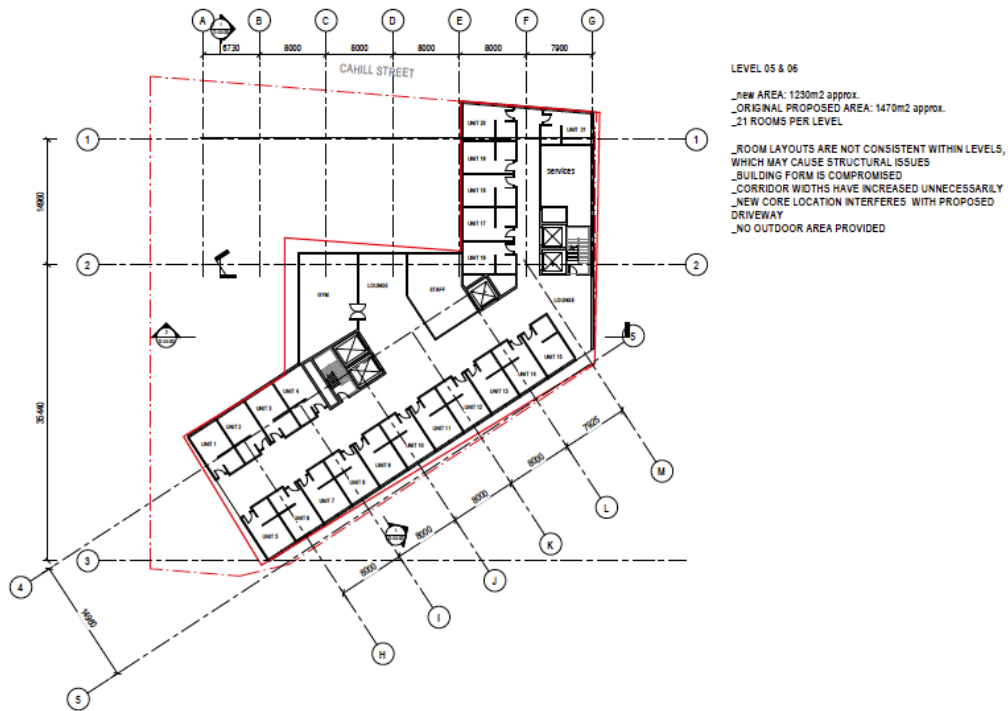 A B C D E F G
6730 8000 8000 8000 8000 7900
CAHILL STREET
LEVEL 05 & 06
_new AREA: 1230m2 approx.
_ORIGINAL PROPOSED AREA: 1470m2 approx.
_21 ROOMS PER LEVEL
_ROOM LAYOUTS ARE NOT CONSISTENT WITHIN LEVELS,
WHICH MAY CAUSE STRUCTURAL ISSUES
_BUILDING FORM IS COMPROMISED
_CORRIDOR WIDTHS HAVE INCREASED UNNECESSARILY
_NEW CORE LOCATION INTERFERES WITH PROPOSED
DRIVEWAY
_NO OUTDOOR AREA PROVIDED
UNIT 20
UNIT 21
1 1
UNIT 19
services
UNIT 18
14980
UNIT 17
UNIT 16
2 2
GYM
LOUNGE
STAFF
LOUNGE
5
UNIT 15
UNIT 14
UNIT 13
UNIT 12
UNIT 11
UNIT 10
UNIT 9
UNIT 8
UNIT 7
UNIT 6
UNIT 5
UNIT 4
UNIT 3
UNIT 2
UNIT 1
35440
7925
8000
8000
8000
8000
M
L
K
J
I
H
3
4
14980
5